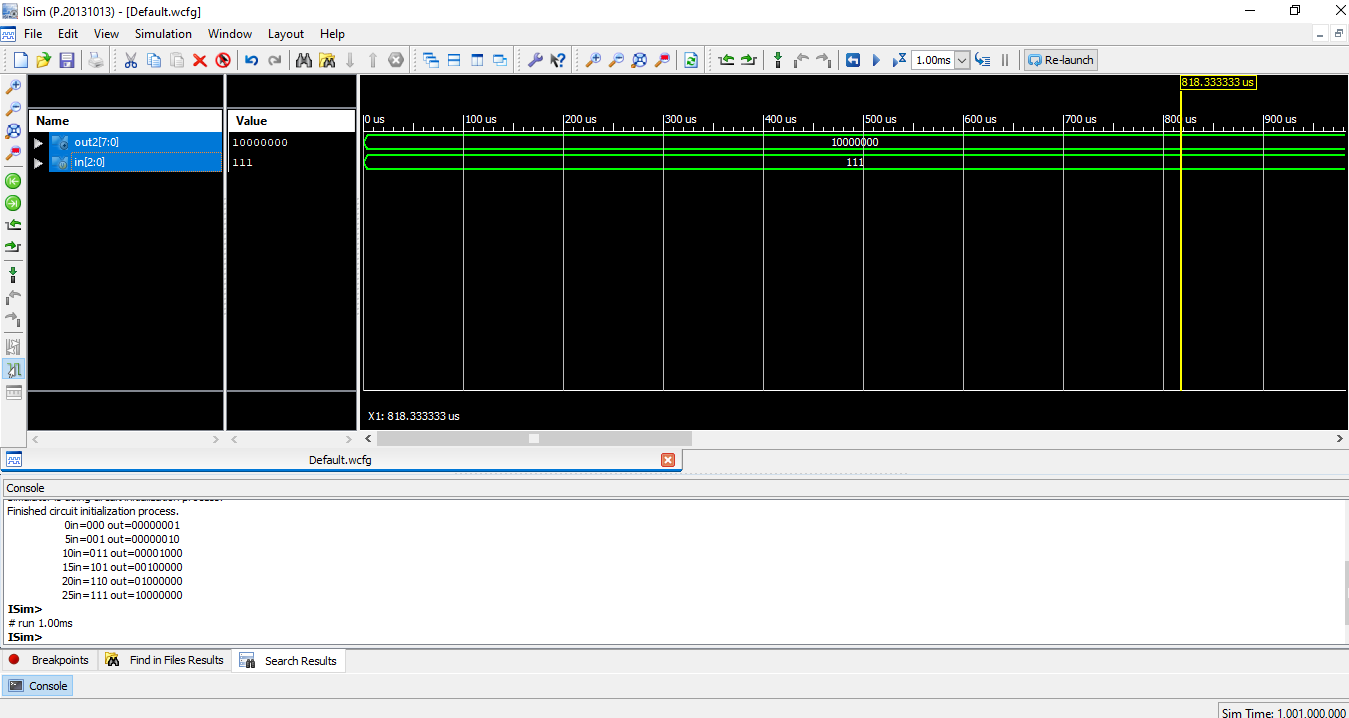 ISim (P.20131013) - [Default.wcfg]
File Edit View Simulation Window Layout Help
1.00ms Re-launch
818.333333 us
Name Value
0 us 100 us 200 us 300 us 400 us 500 us 600 us 700 us 800 us 900 us
out2[7:0] 10000000 10000000
in[2:0] 111 111
X1: 818.333333 us
Default.wcfg
Console
Finished circuit initialization process.
0in=000 out=00000001
5in=001 out=00000010
10in=011 out=00001000
15in=101 out=00100000
20in=110 out=01000000
25in=111 out=10000000
ISim>
# run 1.00ms
ISim>
Breakpoints Find in Files Results Search Results
Console
Sim Time: 1,001,000,000